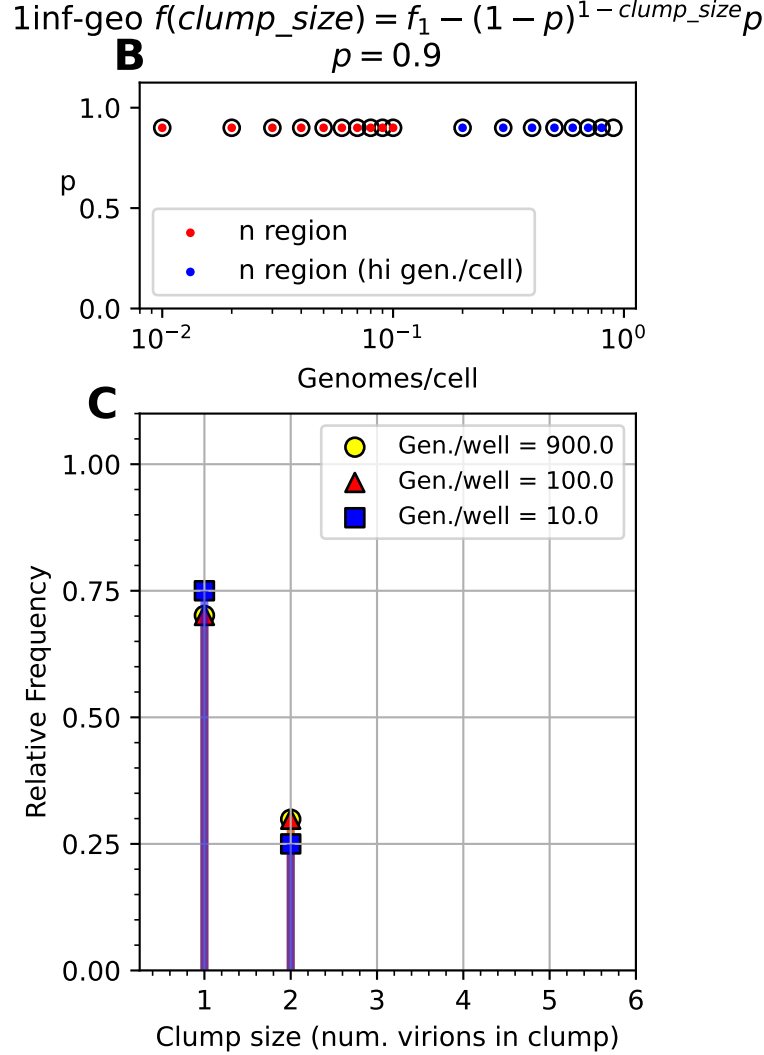 1inf-geo f(clump_size) = f₁ − (1 − p)^{1−clump_size}p
B
p = 0.9
1.0
p
0.5
0.0
n region
n region (hi gen./cell)
10⁻² 10⁻¹ 10⁰
Genomes/cell
C
Gen./well = 900.0
Gen./well = 100.0
Gen./well = 10.0
1.00
0.75
0.50
0.25
0.00
Relative Frequency
1 2 3 4 5 6
Clump size (num. virions in clump)